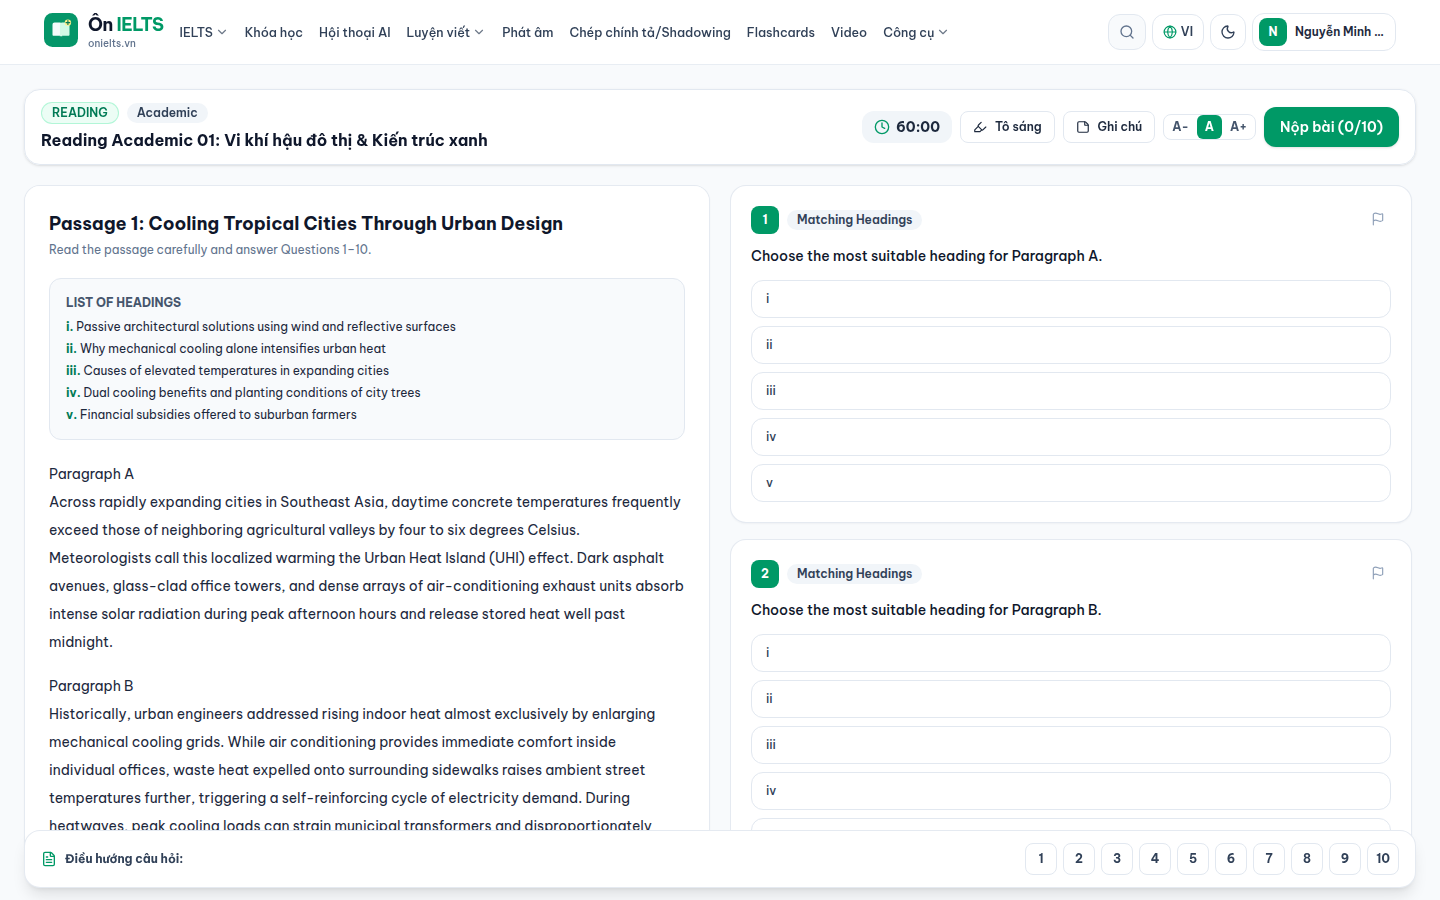 Ôn IELTS
onielts.vn
IELTS
Khóa học
Hội thoại AI
Luyện viết
Phát âm
Chép chính tả/Shadowing
Flashcards
Video
Công cụ
VI
N
Nguyễn Minh ...
READING
Academic
Reading Academic 01: Vi khí hậu đô thị & Kiến trúc xanh
60:00
Tô sáng
Ghi chú
A-
A
A+
Nộp bài (0/10)
Passage 1: Cooling Tropical Cities Through Urban Design
Read the passage carefully and answer Questions 1–10.
LIST OF HEADINGS
i. Passive architectural solutions using wind and reflective surfaces
ii. Why mechanical cooling alone intensifies urban heat
iii. Causes of elevated temperatures in expanding cities
iv. Dual cooling benefits and planting conditions of city trees
v. Financial subsidies offered to suburban farmers
Paragraph A
Across rapidly expanding cities in Southeast Asia, daytime concrete temperatures frequently
exceed those of neighboring agricultural valleys by four to six degrees Celsius.
Meteorologists call this localized warming the Urban Heat Island (UHI) effect. Dark asphalt
avenues, glass-clad office towers, and dense arrays of air-conditioning exhaust units absorb
intense solar radiation during peak afternoon hours and release stored heat well past
midnight.
Paragraph B
Historically, urban engineers addressed rising indoor heat almost exclusively by enlarging
mechanical cooling grids. While air conditioning provides immediate comfort inside
individual offices, waste heat expelled onto surrounding sidewalks raises ambient street
temperatures further, triggering a self-reinforcing cycle of electricity demand. During
heatwaves, peak cooling loads can strain municipal transformers and disproportionately
1
Matching Headings
Choose the most suitable heading for Paragraph A.
i
ii
iii
iv
v
2
Matching Headings
Choose the most suitable heading for Paragraph B.
i
ii
iii
iv
Điều hướng câu hỏi:
1
2
3
4
5
6
7
8
9
10